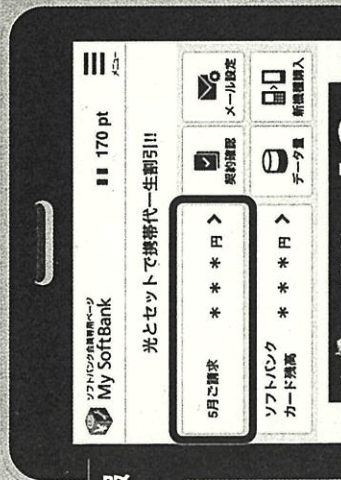 ソフトバンク会員専用ページ
My SoftBank
170 pt
メニュー
光とセットで携帯代一生割引!!
5月ご請求 ***円 >
契約確認
メール設定
ソフトバンク
カード残高 ***円 >
データ量
新機種購入